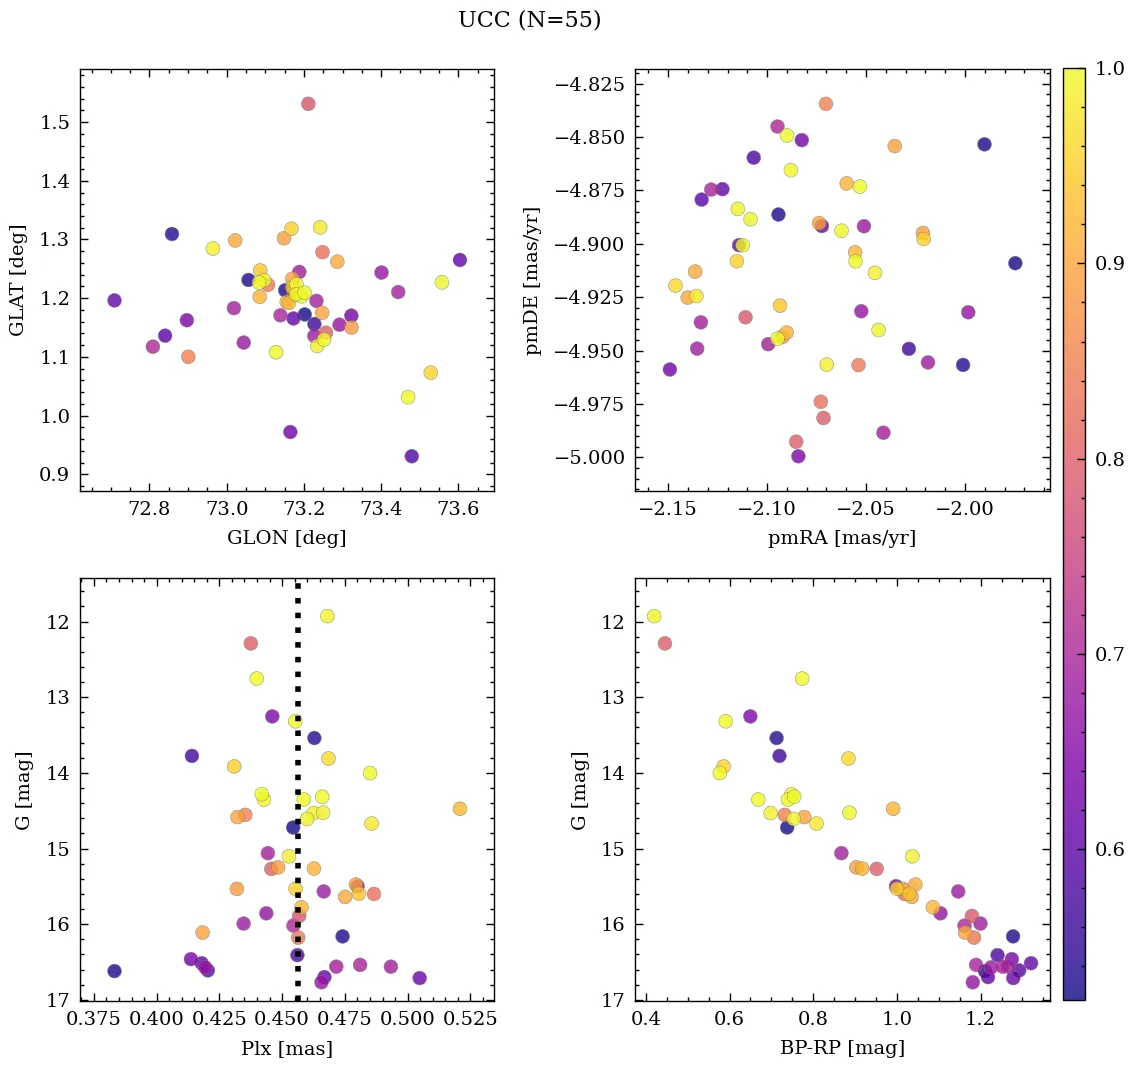 UCC (N=55)
1.5
1.4
1.3
1.2
1.1
1.0
0.9
GLAT [deg]
72.8 73.0 73.2 73.4 73.6
GLON [deg]
−4.825
−4.850
−4.875
−4.900
−4.925
−4.950
−4.975
−5.000
pmDE [mas/yr]
−2.15 −2.10 −2.05 −2.00
pmRA [mas/yr]
1.0
0.9
0.8
0.7
0.6
12
13
14
15
16
17
G [mag]
0.375 0.400 0.425 0.450 0.475 0.500 0.525
Plx [mas]
12
13
14
15
16
17
G [mag]
0.4 0.6 0.8 1.0 1.2
BP-RP [mag]